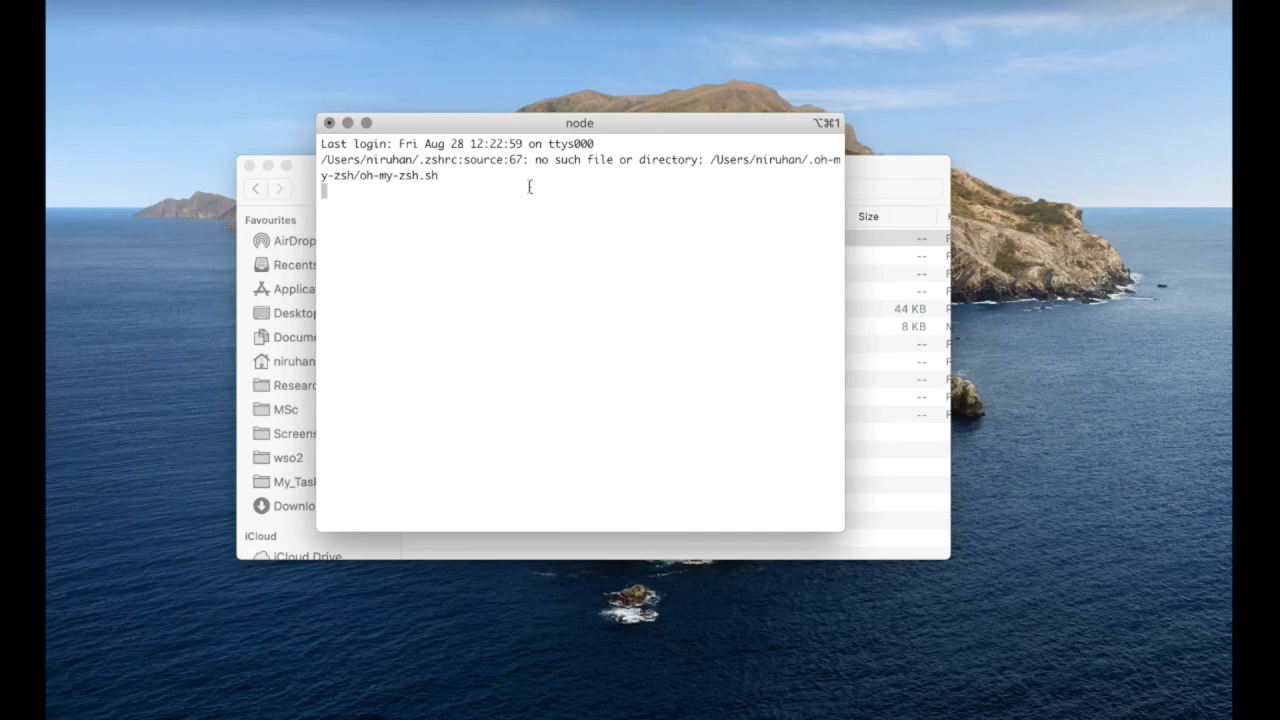 node
⌥⌘1
Last login: Fri Aug 28 12:22:59 on ttys000
/Users/niruhan/.zshrc:source:67: no such file or directory: /Users/niruhan/.oh-m
y-zsh/oh-my-zsh.sh
Size
Favourites
--
AirDrop
--
Recents
--
Applica
--
Desktop
44 KB
Docume
8 KB
niruhan
--
Researc
--
MSc
--
Screens
--
wso2
--
My_Task
Downlo
iCloud
iCloud Drive